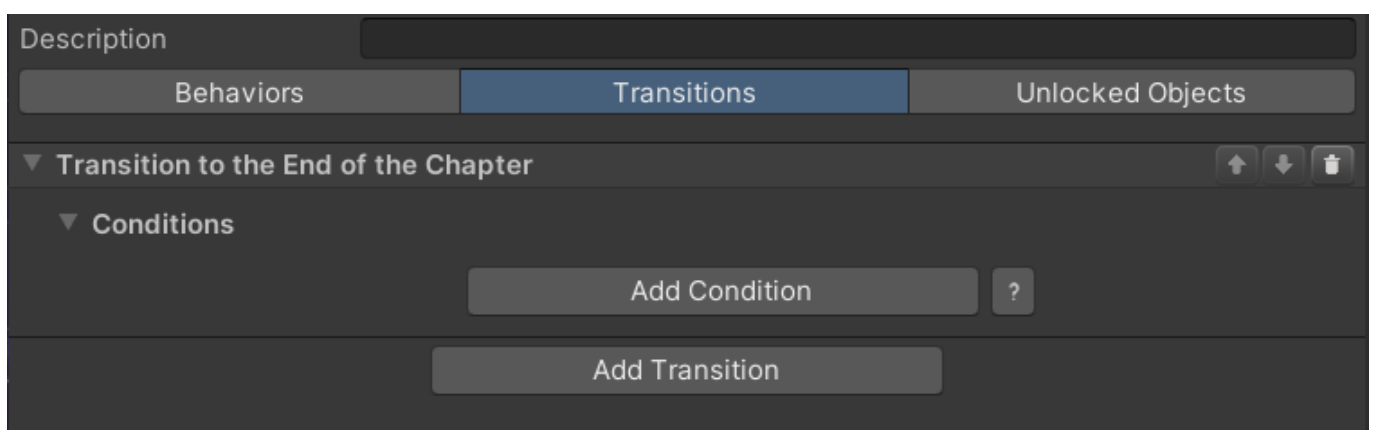 Description
Behaviors Transitions Unlocked Objects
Transition to the End of the Chapter
Conditions
Add Condition ?
Add Transition